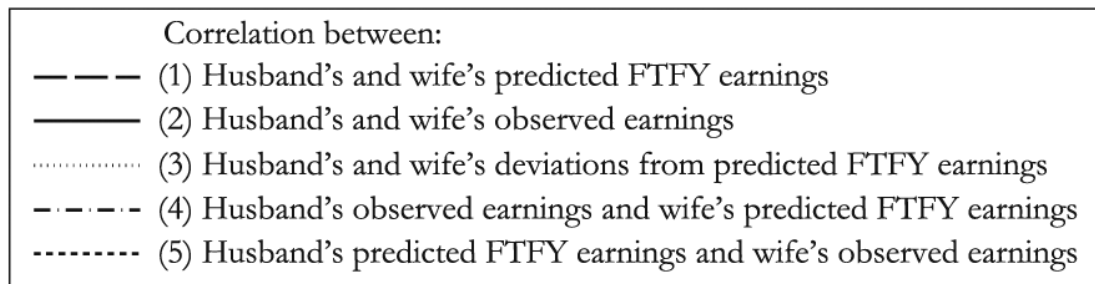 Correlation between:
(1) Husband's and wife's predicted FTFY earnings
(2) Husband's and wife's observed earnings
(3) Husband's and wife's deviations from predicted FTFY earnings
(4) Husband's observed earnings and wife's predicted FTFY earnings
(5) Husband's predicted FTFY earnings and wife's observed earnings